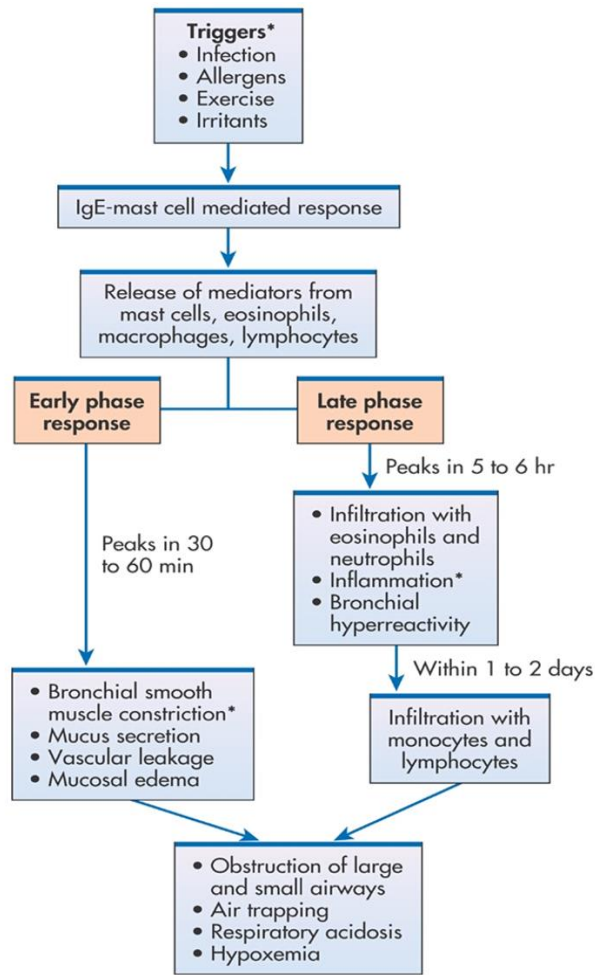 Triggers*
• Infection
• Allergens
• Exercise
• Irritants
IgE-mast cell mediated response
Release of mediators from
mast cells, eosinophils,
macrophages, lymphocytes
Early phase
response
Late phase
response
Peaks in 5 to 6 hr
Peaks in 30
to 60 min
• Infiltration with
eosinophils and
neutrophils
• Inflammation*
• Bronchial
hyperreactivity
Within 1 to 2 days
• Bronchial smooth
muscle constriction*
• Mucus secretion
• Vascular leakage
• Mucosal edema
Infiltration with
monocytes and
lymphocytes
• Obstruction of large
and small airways
• Air trapping
• Respiratory acidosis
• Hypoxemia